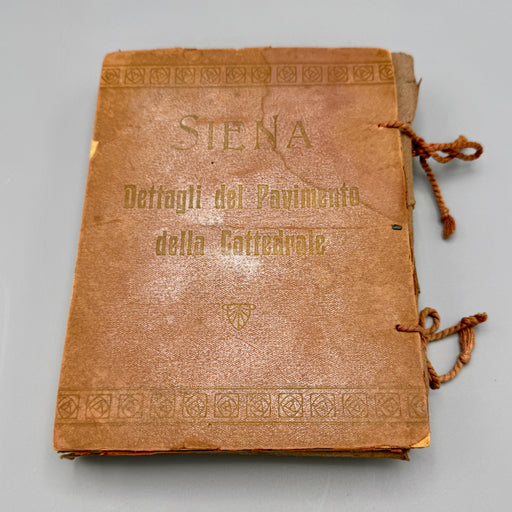 SIENA
Dettagli del Pavimento
della Cattedrale